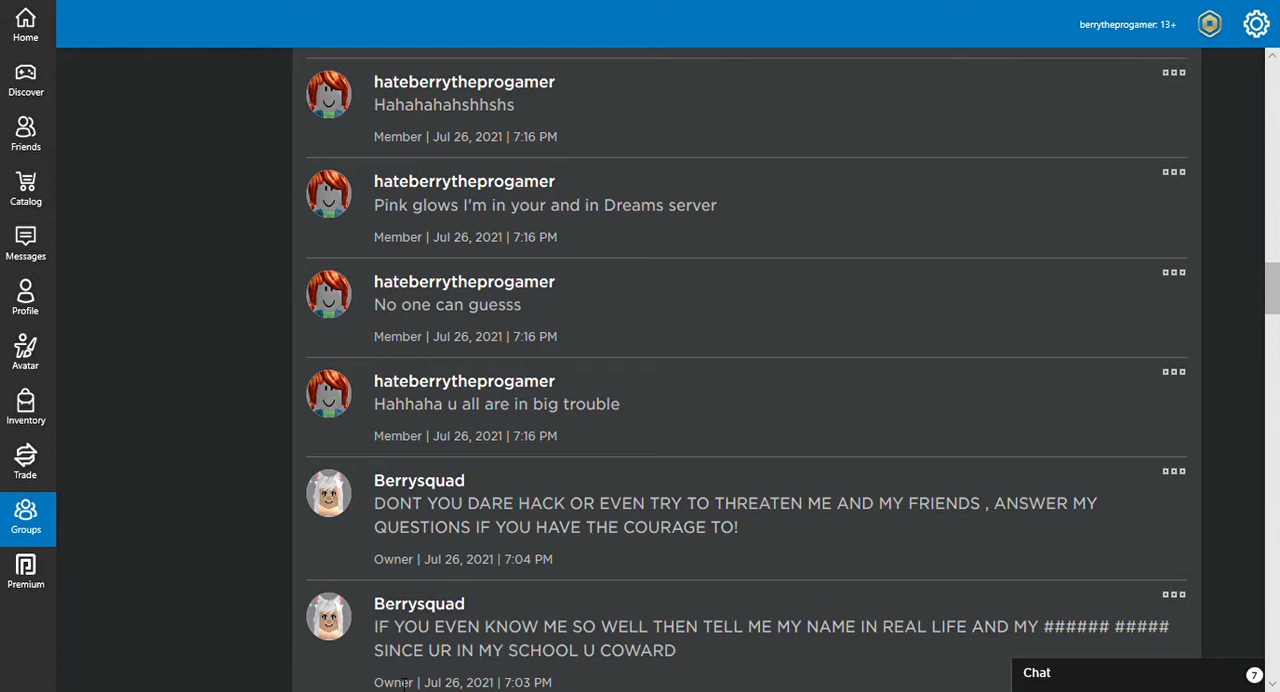 berrytheprogamer: 13+
Home
Discover
Friends
Catalog
Messages
Profile
Avatar
Inventory
Trade
Groups
Premium
hateberrytheprogamer
Hahahahahshhshs
Member | Jul 26, 2021 | 7:16 PM
hateberrytheprogamer
Pink glows I'm in your and in Dreams server
Member | Jul 26, 2021 | 7:16 PM
hateberrytheprogamer
No one can guesss
Member | Jul 26, 2021 | 7:16 PM
hateberrytheprogamer
Hahhaha u all are in big trouble
Member | Jul 26, 2021 | 7:16 PM
Berrysquad
DONT YOU DARE HACK OR EVEN TRY TO THREATEN ME AND MY FRIENDS , ANSWER MY
QUESTIONS IF YOU HAVE THE COURAGE TO!
Owner | Jul 26, 2021 | 7:04 PM
Berrysquad
IF YOU EVEN KNOW ME SO WELL THEN TELL ME MY NAME IN REAL LIFE AND MY ###### #####
SINCE UR IN MY SCHOOL U COWARD
Owner | Jul 26, 2021 | 7:03 PM
Chat
7